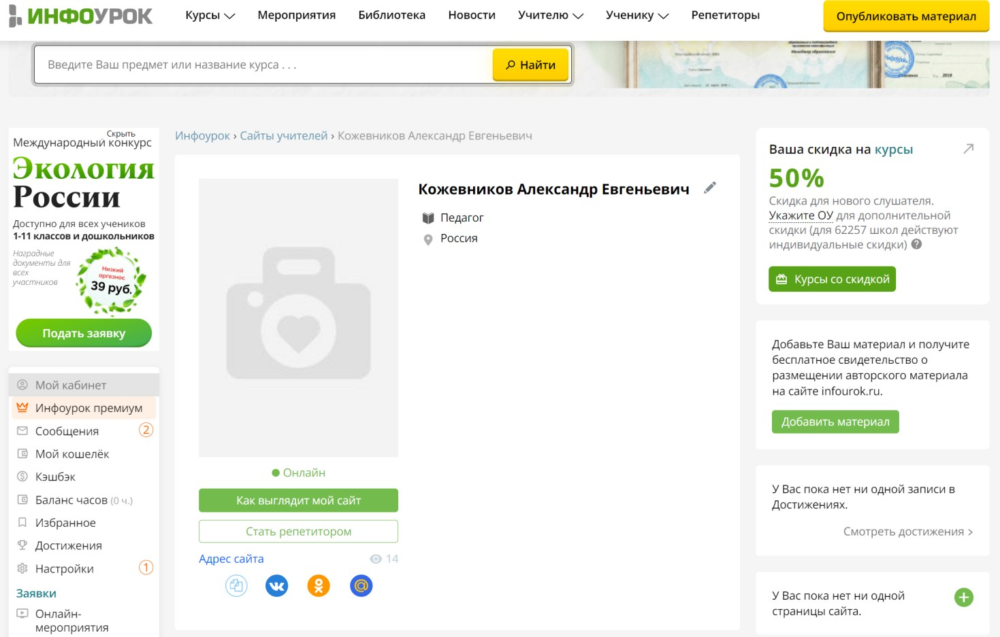 ИНФОУРОК
Курсы
Мероприятия
Библиотека
Новости
Учителю
Ученику
Репетиторы
Опубликовать материал
Введите Ваш предмет или название курса . . .
Найти
Менеджер образования
2018
Скрыть
Международный конкурс
Экология
России
Доступно для всех учеников
1-11 классов и дошкольников
Наградные
документы для
всех
участников
Низкий
оргвзнос
39 руб.
Подать заявку
Мой кабинет
Инфоурок премиум
Сообщения 2
Мой кошелёк
Кэшбэк
Баланс часов (0 ч.)
Избранное
Достижения
Настройки 1
Заявки
Онлайн-
мероприятия
Инфоурок › Сайты учителей › Кожевников Александр Евгеньевич
Кожевников Александр Евгеньевич
Педагог
Россия
Онлайн
Как выглядит мой сайт
Стать репетитором
Адрес сайта 14
Ваша скидка на курсы
50%
Скидка для нового слушателя.
Укажите ОУ для дополнительной
скидки (для 62257 школ действуют
индивидуальные скидки) ?
Курсы со скидкой
Добавьте Ваш материал и получите
бесплатное свидетельство о
размещении авторского материала
на сайте infourok.ru.
Добавить материал
У Вас пока нет ни одной записи в
Достижениях.
Смотреть достижения >
У Вас пока нет ни одной
страницы сайта.